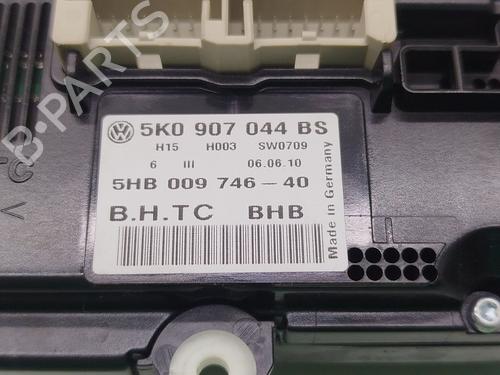 B-PARTS
5K0 907 044 BS
H15 H003 SW0709
6 III 06.06.10
5HB 009 746-40
B.H.TC BHB
Made in Germany